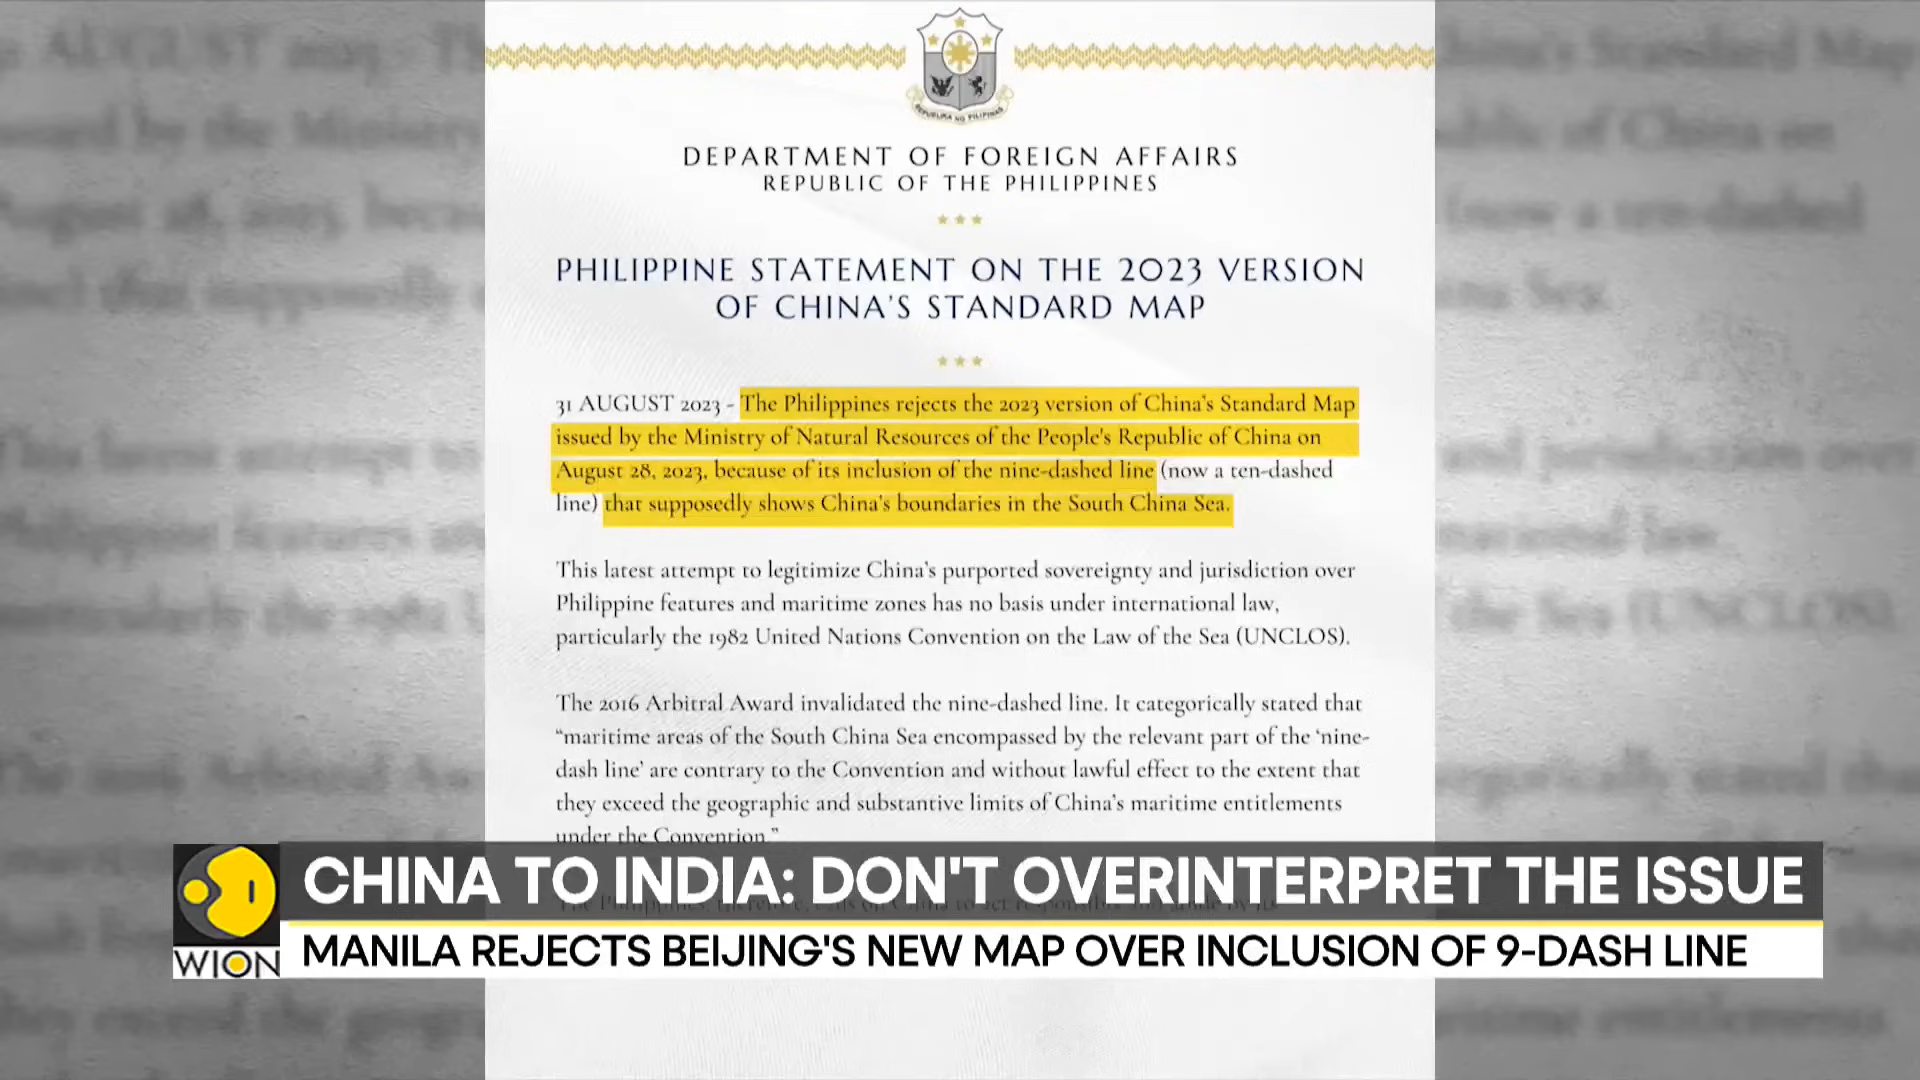 REPUBLIKA NG PILIPINAS
DEPARTMENT OF FOREIGN AFFAIRS
REPUBLIC OF THE PHILIPPINES
PHILIPPINE STATEMENT ON THE 2023 VERSION
OF CHINA'S STANDARD MAP
31 AUGUST 2023 - The Philippines rejects the 2023 version of China's Standard Map
issued by the Ministry of Natural Resources of the People's Republic of China on
August 28, 2023, because of its inclusion of the nine-dashed line (now a ten-dashed
line) that supposedly shows China's boundaries in the South China Sea.
This latest attempt to legitimize China's purported sovereignty and jurisdiction over
Philippine features and maritime zones has no basis under international law,
particularly the 1982 United Nations Convention on the Law of the Sea (UNCLOS).
The 2016 Arbitral Award invalidated the nine-dashed line. It categorically stated that
“maritime areas of the South China Sea encompassed by the relevant part of the ‘nine-
dash line’ are contrary to the Convention and without lawful effect to the extent that
they exceed the geographic and substantive limits of China's maritime entitlements
under the Convention.”
CHINA TO INDIA: DON'T OVERINTERPRET THE ISSUE
MANILA REJECTS BEIJING'S NEW MAP OVER INCLUSION OF 9-DASH LINE
WION